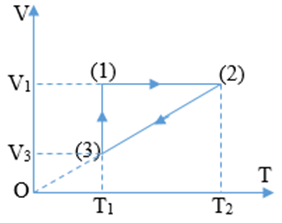 V
V₁ (1) (2)
V₃ (3)
O T₁ T₂ T